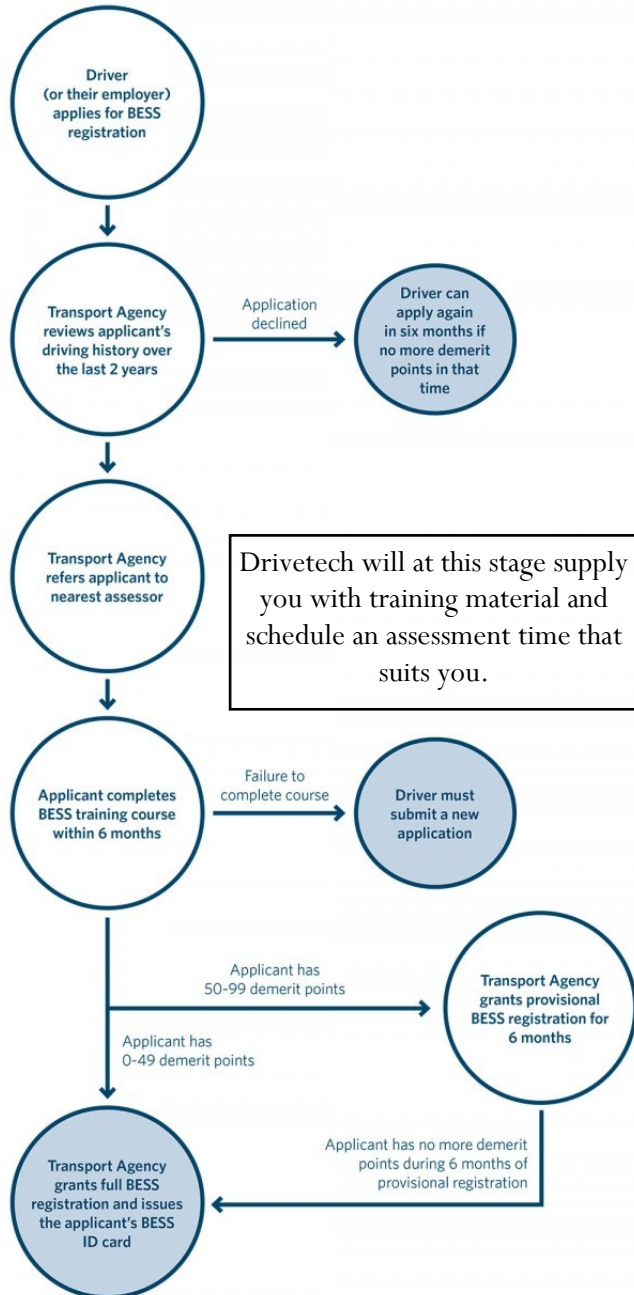 Driver
(or their employer)
applies for BESS
registration
Transport Agency
reviews applicant's
driving history over
the last 2 years
Application
declined
Driver can
apply again
in six months if
no more demerit
points in that
time
Transport Agency
refers applicant to
nearest assessor
Drivetech will at this stage supply
you with training material and
schedule an assessment time that
suits you.
Applicant completes
BESS training course
within 6 months
Failure to
complete course
Driver must
submit a new
application
Applicant has
50-99 demerit points
Transport Agency
grants provisional
BESS registration for
6 months
Applicant has
0-49 demerit points
Applicant has no more demerit
points during 6 months of
provisional registration
Transport Agency
grants full BESS
registration and issues
the applicant's BESS
ID card